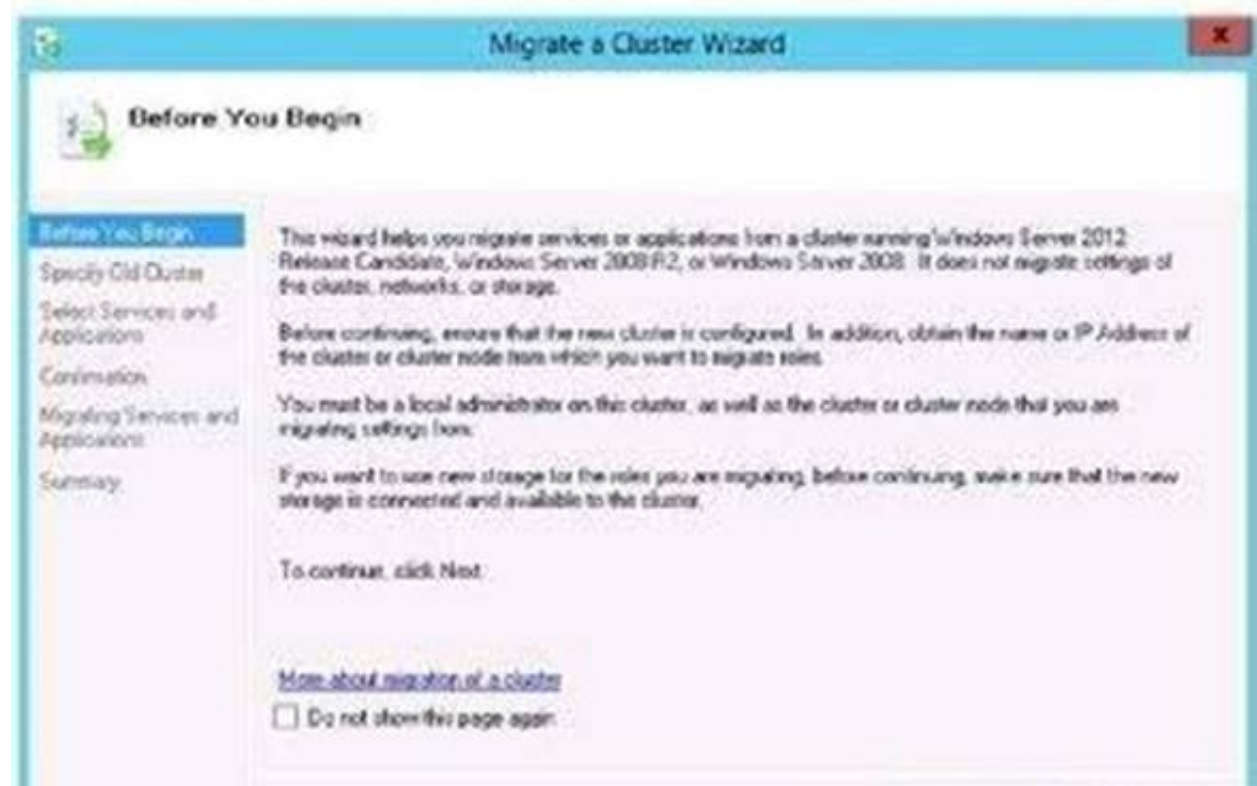 Migrate a Cluster Wizard
Before You Begin
Before You Begin
Specify Old Cluster
Select Services and
Applications
Confirmation
Migrating Services and
Applications
Summary
This wizard helps you migrate services or applications from a cluster running Windows Server 2012
Release Candidate, Windows Server 2008 R2, or Windows Server 2008. It does not migrate settings of
the cluster, networks, or storage.
Before continuing, ensure that the new cluster is configured. In addition, obtain the name or IP Address of
the cluster or cluster node from which you want to migrate roles.
You must be a local administrator on this cluster, as well as the cluster or cluster node that you are
migrating settings from.
If you want to use new storage for the roles you are migrating, before continuing, make sure that the new
storage is connected and available to the cluster.
To continue, click Next.
More about migration of a cluster
Do not show this page again